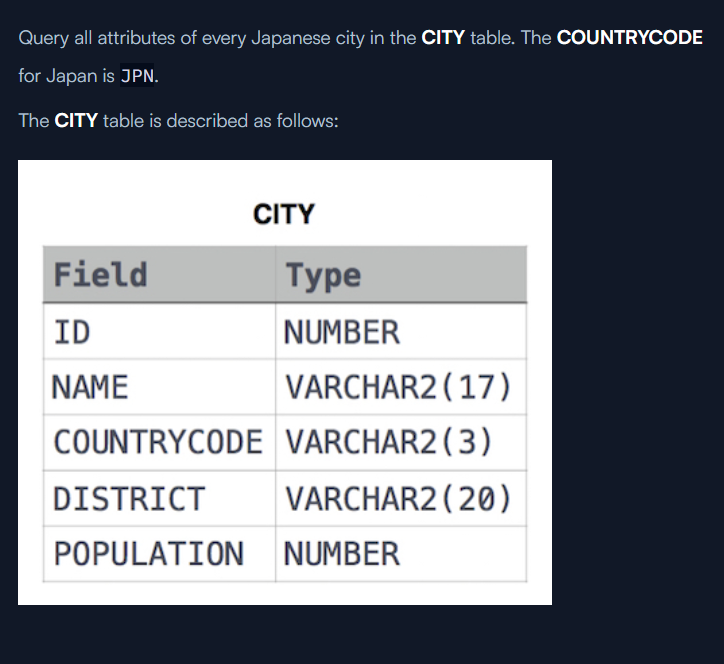 Query all attributes of every Japanese city in the CITY table. The COUNTRYCODE
for Japan is JPN.
The CITY table is described as follows:
CITY
Field Type
ID NUMBER
NAME VARCHAR2(17)
COUNTRYCODE VARCHAR2(3)
DISTRICT VARCHAR2(20)
POPULATION NUMBER